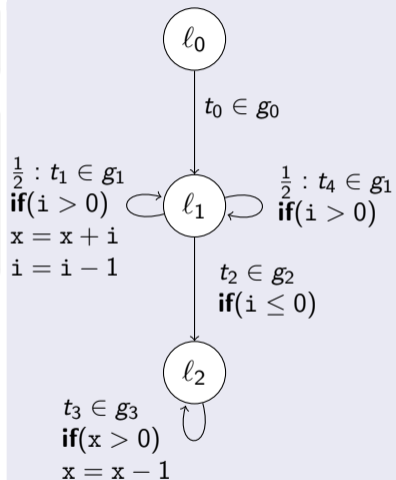 ℓ₀
t₀ ∈ g₀
½ : t₁ ∈ g₁
if(i > 0)
x = x + i
i = i − 1
ℓ₁
½ : t₄ ∈ g₁
if(i > 0)
t₂ ∈ g₂
if(i ≤ 0)
ℓ₂
t₃ ∈ g₃
if(x > 0)
x = x − 1